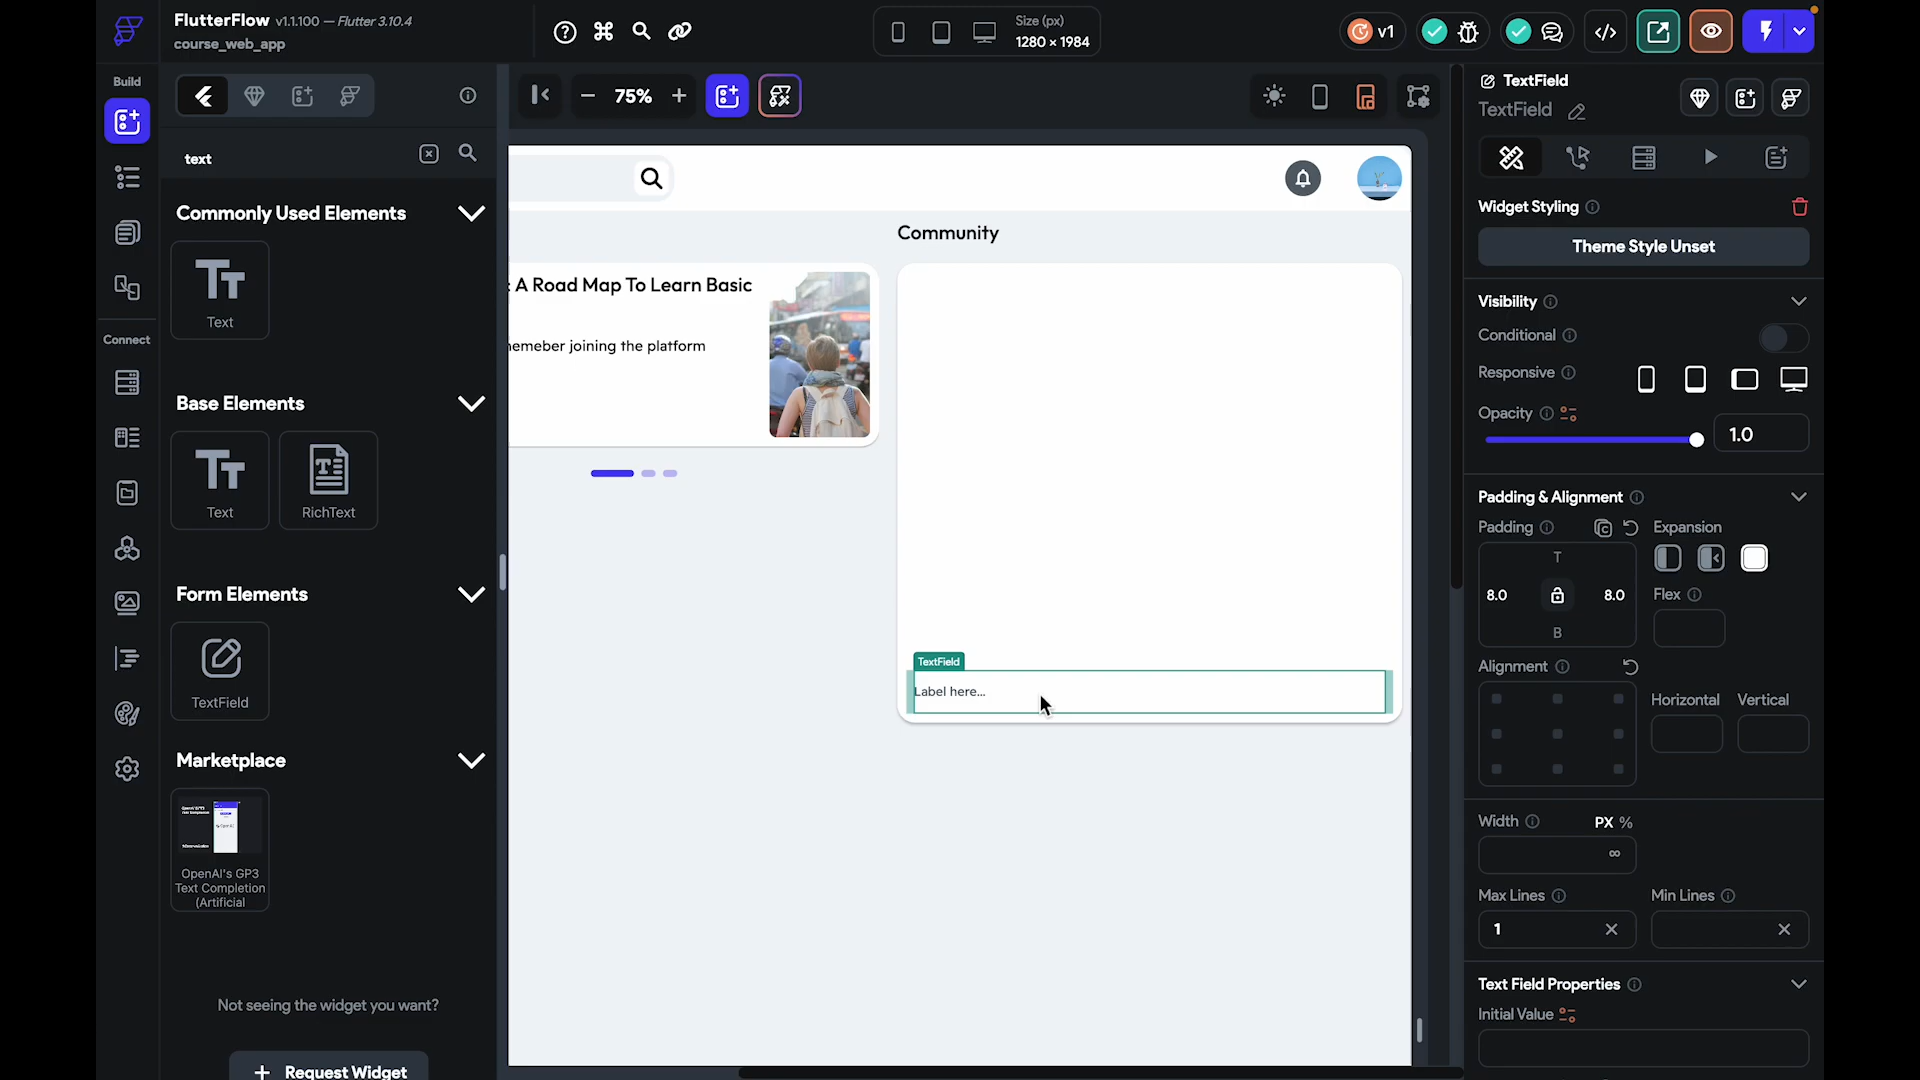 FlutterFlow v1.1.100 — Flutter 3.10.4
course_web_app
Size (px)
1280 × 1984
v1
Build
Connect
75%
text
Commonly Used Elements
Tt
Text
Base Elements
Tt
Text
RichText
Form Elements
TextField
Marketplace
OpenAI's GP3
Text Completion
(Artificial
Not seeing the widget you want?
+ Request Widget
Community
: A Road Map To Learn Basic
nemeber joining the platform
TextField
Label here...
TextField
TextField
Widget Styling
Theme Style Unset
Visibility
Conditional
Responsive
Opacity
1.0
Padding & Alignment
Padding
Expansion
T
8.0
8.0
B
Flex
Alignment
Horizontal
Vertical
Width
PX %
∞
Max Lines
Min Lines
1
Text Field Properties
Initial Value